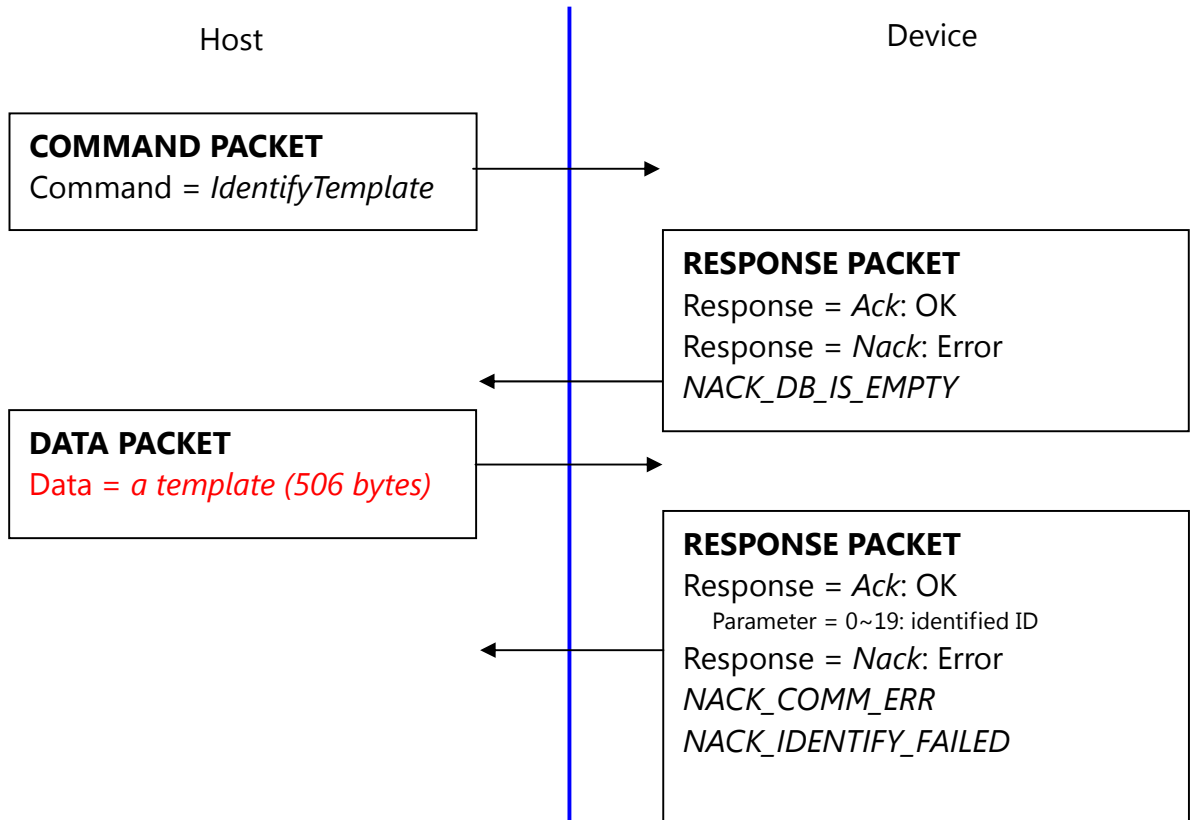 Host
Device
COMMAND PACKET
Command = IdentifyTemplate
RESPONSE PACKET
Response = Ack: OK
Response = Nack: Error
NACK_DB_IS_EMPTY
DATA PACKET
Data = a template (506 bytes)
RESPONSE PACKET
Response = Ack: OK
Parameter = 0~19: identified ID
Response = Nack: Error
NACK_COMM_ERR
NACK_IDENTIFY_FAILED